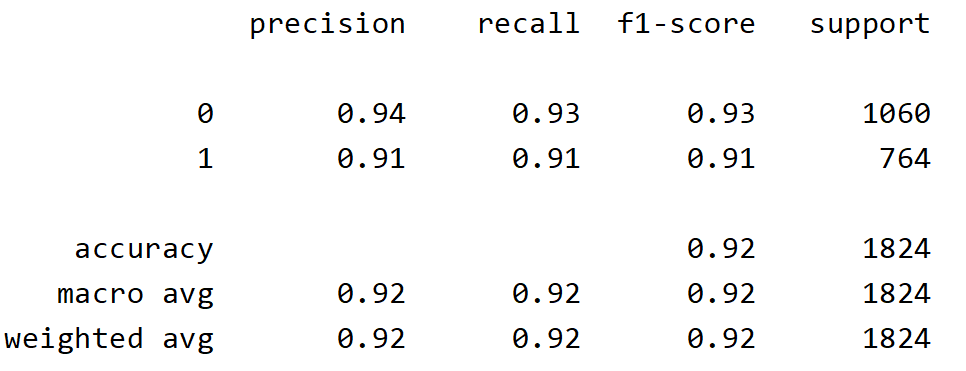 precision recall f1-score support
0 0.94 0.93 0.93 1060
1 0.91 0.91 0.91 764
accuracy 0.92 1824
macro avg 0.92 0.92 0.92 1824
weighted avg 0.92 0.92 0.92 1824